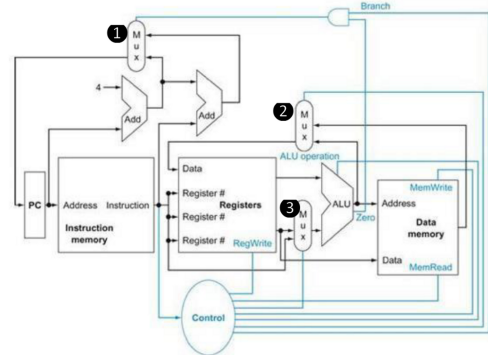 Branch
1
M
u
x
4
Add
Add
2
M
u
x
Data
ALU operation
PC
Address
Instruction
Instruction
memory
Register #
Registers
Register #
Register #
RegWrite
3
M
u
x
ALU
Zero
MemWrite
Address
Data
memory
Data
MemRead
Control